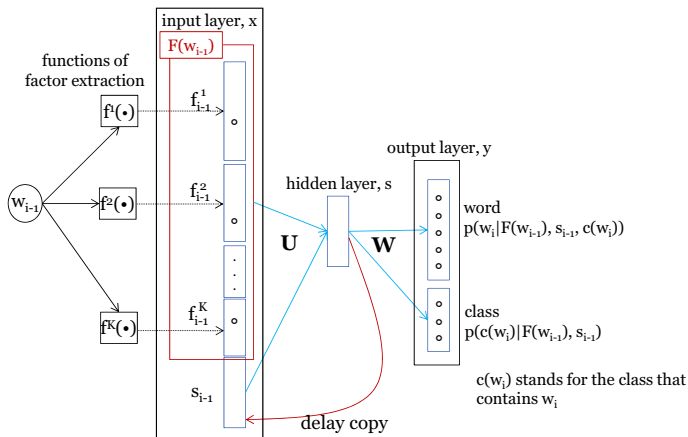 input layer, x
F(wi-1)
functions of
factor extraction
f¹(•)
f¹i-1
output layer, y
hidden layer, s
wi-1
f²(•)
f²i-1
word
p(wi|F(wi-1), si-1, c(wi))
U
W
. . .
fᴷ(•)
fᴷi-1
class
p(c(wi)|F(wi-1), si-1)
si-1
c(wi) stands for the class that
contains wi
delay copy